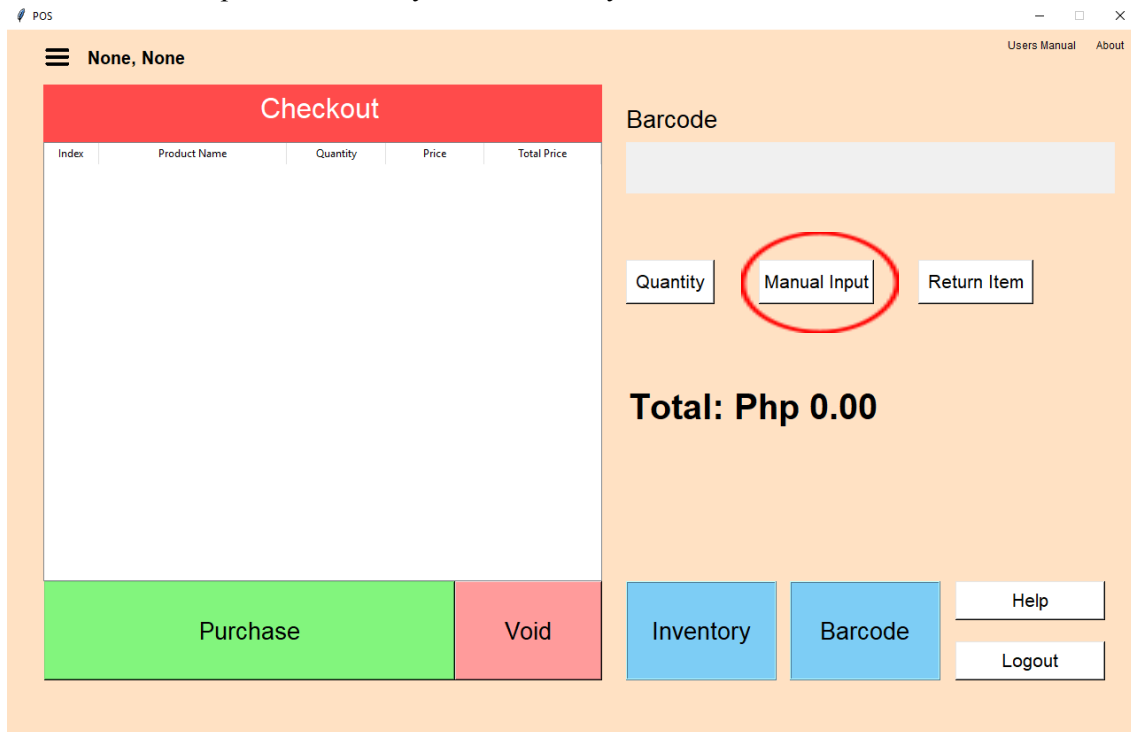 POS
Users Manual About
None, None
Checkout
Barcode
Index Product Name Quantity Price Total Price
Quantity Manual Input Return Item
Total: Php 0.00
Purchase Void Inventory Barcode Help
Logout